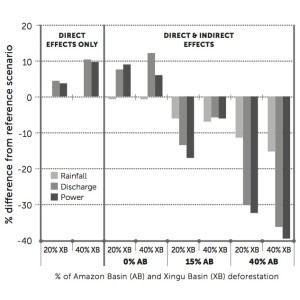 DIRECT
EFFECTS ONLY
DIRECT & INDIRECT
EFFECTS
% difference from reference scenario
20
10
0
10
-20
-30
-40
Rainfall
Discharge
Power
20% XB 40% XB 20% XB 40% XB 20% XB 40% XB 20% XB 40% XB
0% AB 15% AB 40% AB
% of Amazon Basin (AB) and Xingu Basin (XB) deforestation